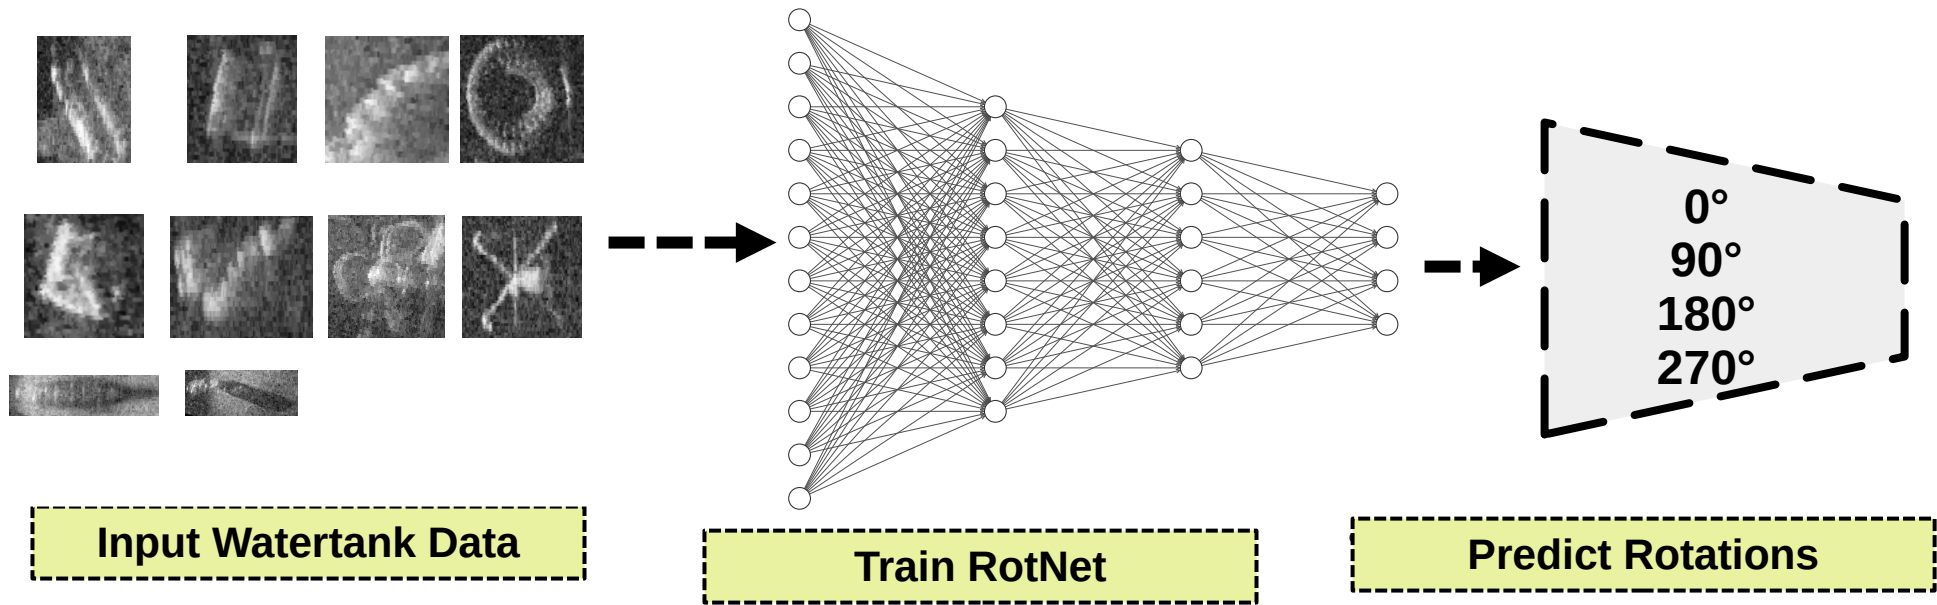 0°
90°
180°
270°
Input Watertank Data
Train RotNet
Predict Rotations